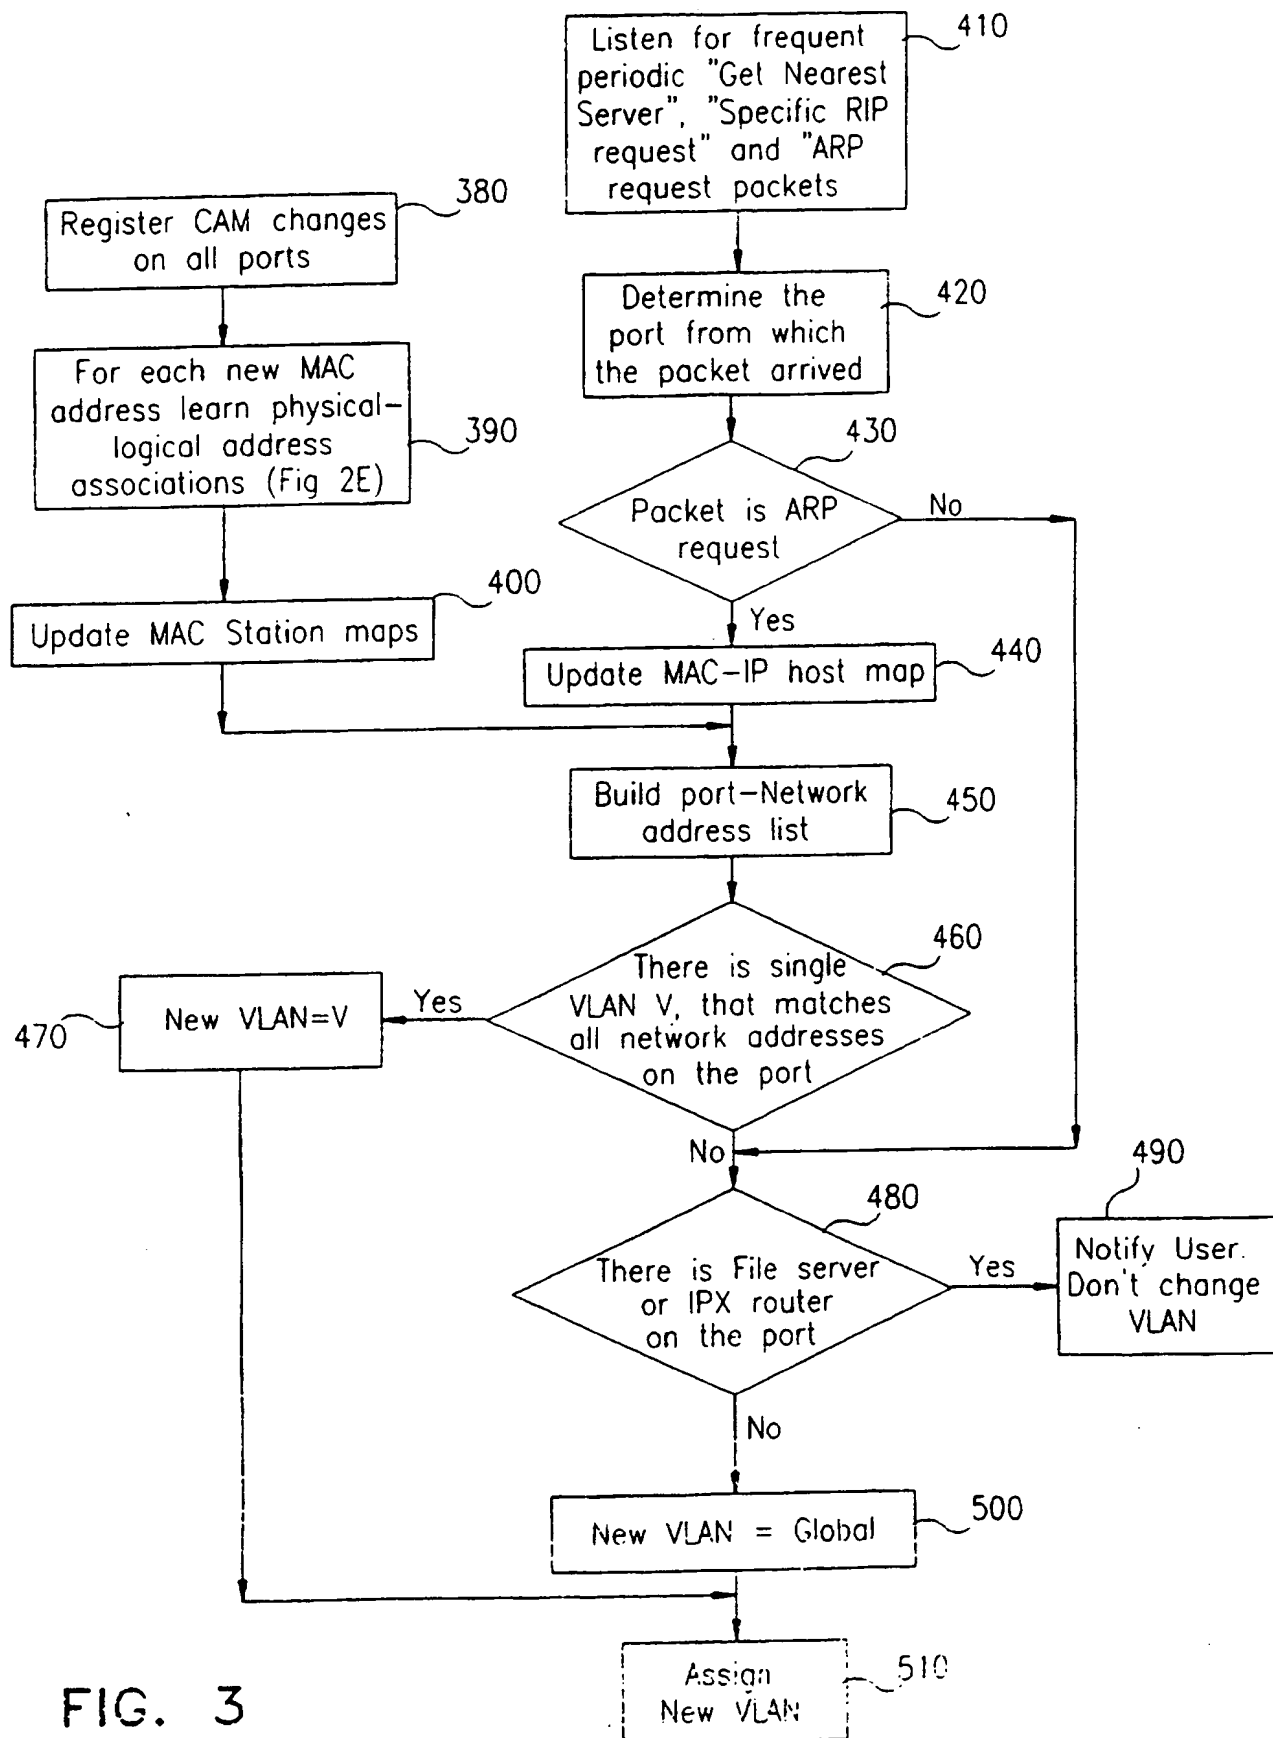 Listen for frequent
periodic "Get Nearest
Server", "Specific RIP
request" and "ARP
request packets
410
Register CAM changes
on all ports
380
Determine the
port from which
the packet arrived
420
For each new MAC
address learn physical-
logical address
associations (Fig 2E)
390
430
Packet is ARP
request
No
Yes
Update MAC Station maps
400
Update MAC-IP host map
440
Build port-Network
address list
450
460
There is single
VLAN V, that matches
all network addresses
on the port
Yes
New VLAN=V
470
No
480
There is File server
or IPX router
on the port
Yes
490
Notify User.
Don't change
VLAN
No
New VLAN = Global
500
Assign
New VLAN
510
FIG. 3